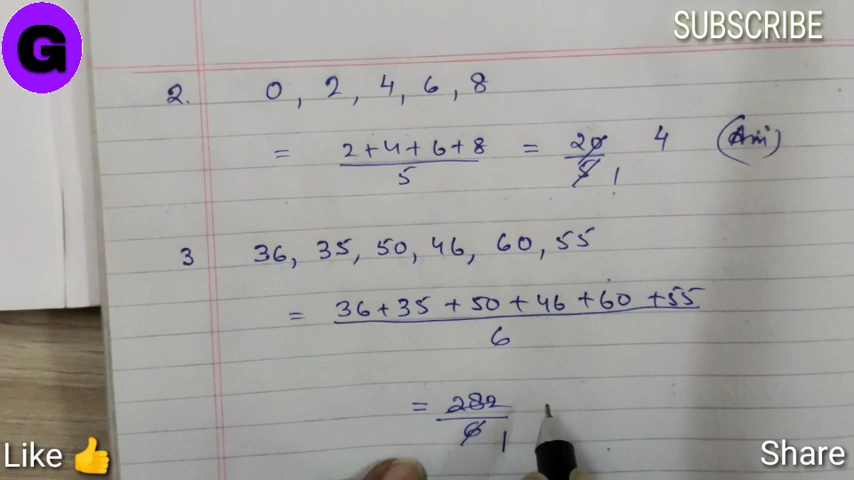 SUBSCRIBE
G
2. 0, 2, 4, 6, 8
= 2+4+6+8 / 5 = 20 / 5 1 4 (Ans)
3 36, 35, 50, 46, 60, 55
= 36+35+50+46+60+55 / 6
= 282 / 6 1
Like 👍 Share